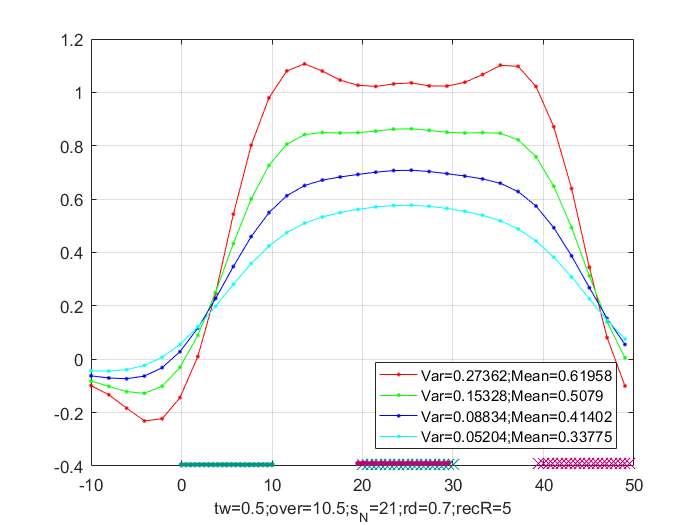 1.2
1
0.8
0.6
0.4
0.2
0
-0.2
-0.4
Var=0.27362;Mean=0.61958
Var=0.15328;Mean=0.5079
Var=0.08834;Mean=0.41402
Var=0.05204;Mean=0.33775
-10 0 10 20 30 40 50
tw=0.5;over=10.5;s_N=21;rd=0.7;recR=5